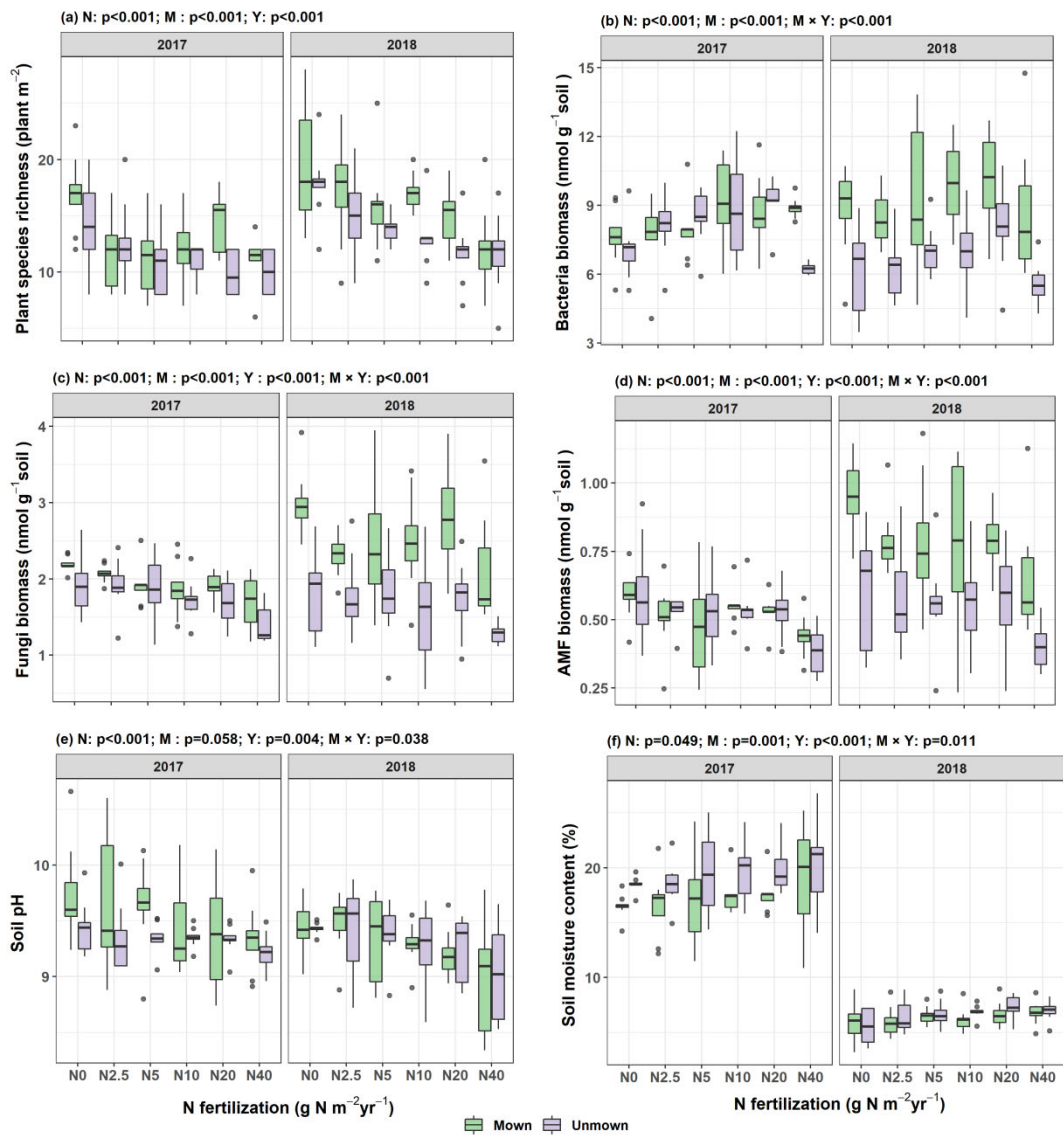 (a) N: p<0.001; M : p<0.001; Y: p<0.001
2017
2018
Plant species richness (plant m⁻²)
20
10
(b) N: p<0.001; M : p<0.001; M × Y: p<0.001
2017
2018
Bacteria biomass (nmol g⁻¹soil)
15
12
9
6
3
(c) N: p<0.001; M : p<0.001; Y : p<0.001; M × Y: p<0.001
2017
2018
Fungi biomass (nmol g⁻¹soil )
4
3
2
1
(d) N: p<0.001; M : p<0.001; Y: p<0.001; M × Y: p<0.001
2017
2018
AMF biomass (nmol g⁻¹soil )
1.00
0.75
0.50
0.25
(e) N: p<0.001; M : p=0.058; Y: p=0.004; M × Y: p=0.038
2017
2018
Soil pH
10
9
N0 N2.5 N5 N10 N20 N40 N0 N2.5 N5 N10 N20 N40
N fertilization (g N m⁻²yr⁻¹)
(f) N: p=0.049; M : p=0.001; Y: p<0.001; M × Y: p=0.011
2017
2018
Soil moisture content (%)
20
10
N0 N2.5 N5 N10 N20 N40 N0 N2.5 N5 N10 N20 N40
N fertilization (g N m⁻²yr⁻¹)
Mown Unmown